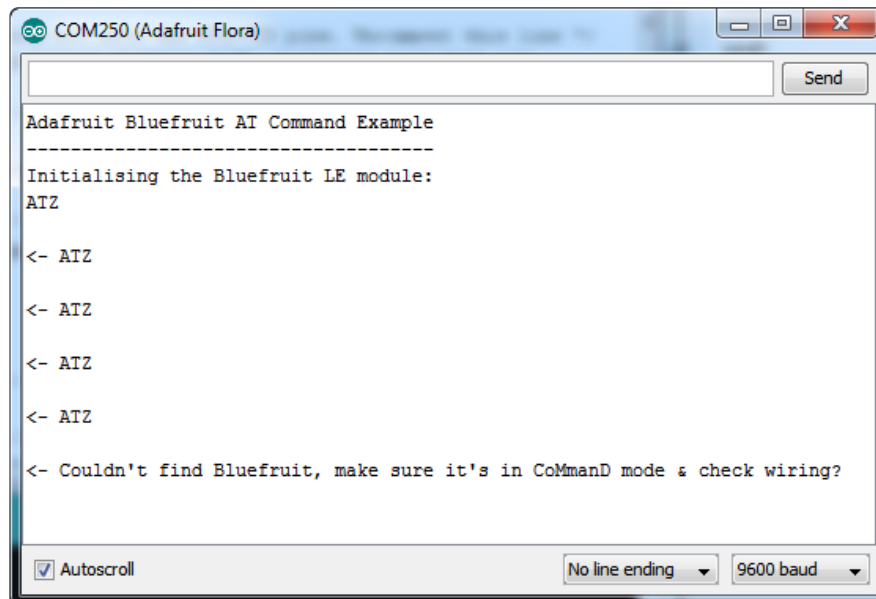 COM250 (Adafruit Flora)
Send
Adafruit Bluefruit AT Command Example
-------------------------------------
Initialising the Bluefruit LE module:
ATZ
<- ATZ
<- ATZ
<- ATZ
<- ATZ
<- Couldn't find Bluefruit, make sure it's in CoMmanD mode & check wiring?
Autoscroll
No line ending
9600 baud